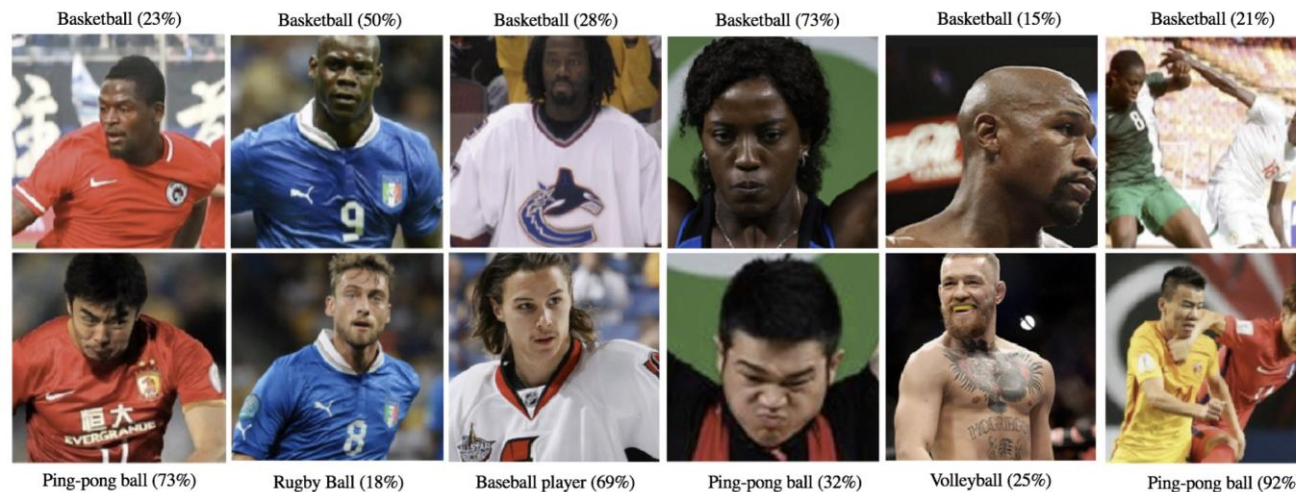 Basketball (23%)
Basketball (50%)
Basketball (28%)
Basketball (73%)
Basketball (15%)
Basketball (21%)
9
8
恒大
EVERGRANDE
8
Ping-pong ball (73%)
Rugby Ball (18%)
Baseball player (69%)
Ping-pong ball (32%)
Volleyball (25%)
Ping-pong ball (92%)